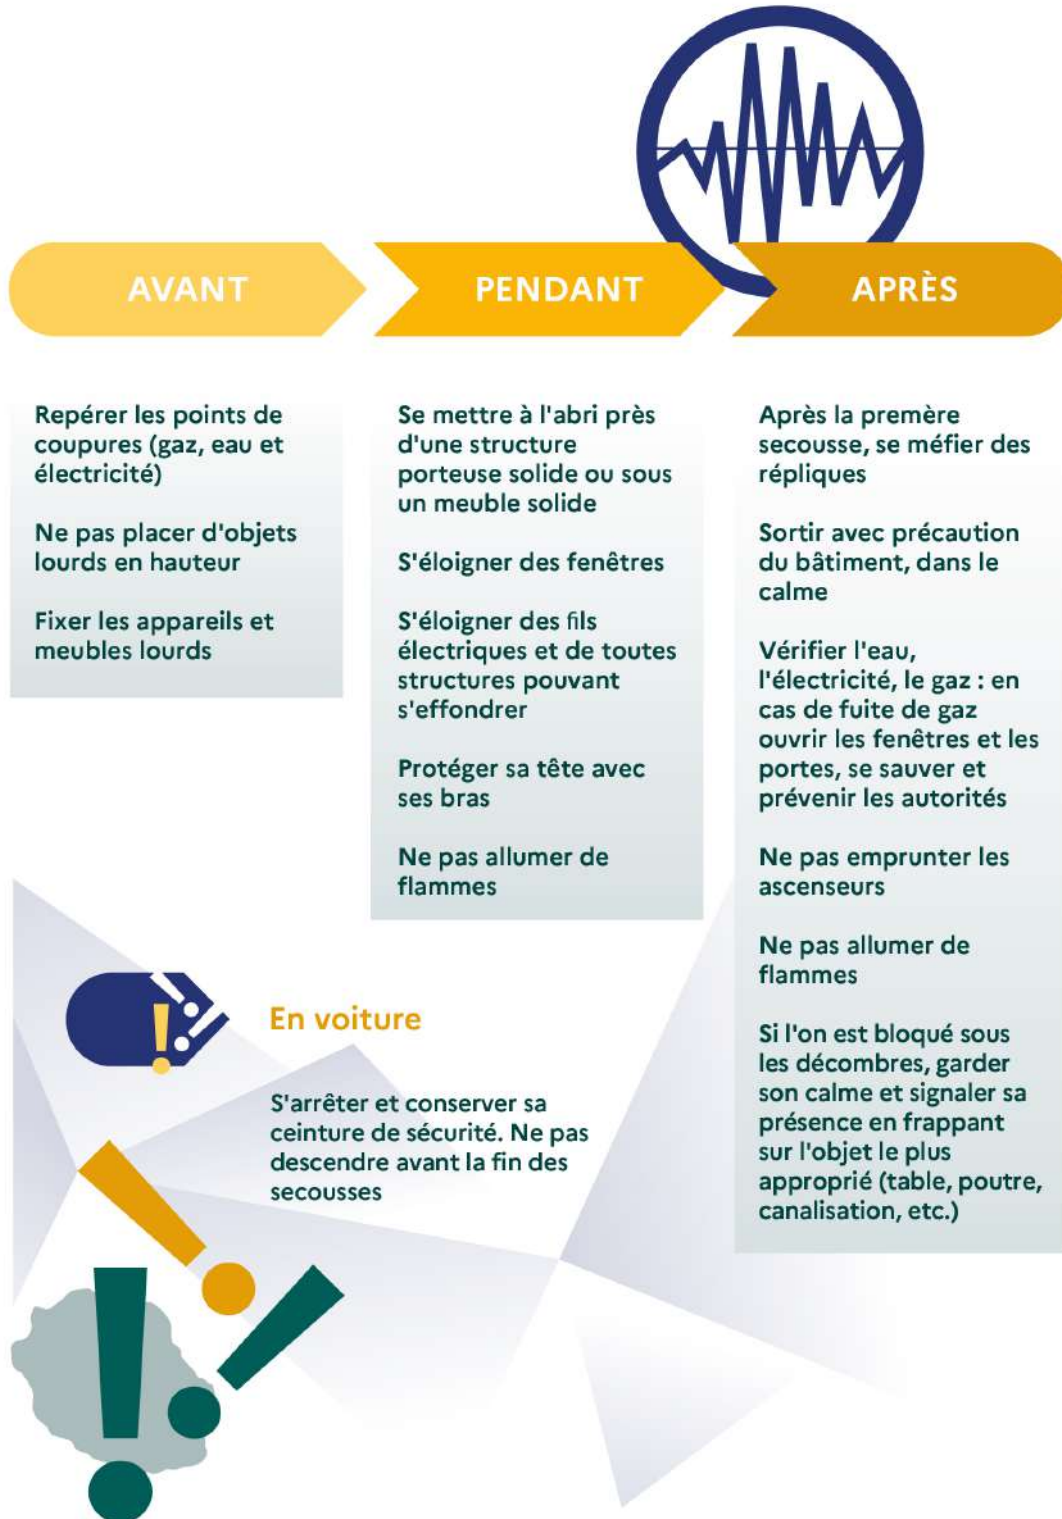 AVANT
PENDANT
APRÈS
Repérer les points de
coupures (gaz, eau et
électricité)
Ne pas placer d'objets
lourds en hauteur
Fixer les appareils et
meubles lourds
Se mettre à l'abri près
d'une structure
porteuse solide ou sous
un meuble solide
S'éloigner des fenêtres
S'éloigner des fils
électriques et de toutes
structures pouvant
s'effondrer
Protéger sa tête avec
ses bras
Ne pas allumer de
flammes
Après la premère
secousse, se méfier des
répliques
Sortir avec précaution
du bâtiment, dans le
calme
Vérifier l'eau,
l'électricité, le gaz : en
cas de fuite de gaz
ouvrir les fenêtres et les
portes, se sauver et
prévenir les autorités
Ne pas emprunter les
ascenseurs
Ne pas allumer de
flammes
Si l'on est bloqué sous
les décombres, garder
son calme et signaler sa
présence en frappant
sur l'objet le plus
approprié (table, poutre,
canalisation, etc.)
En voiture
S'arrêter et conserver sa
ceinture de sécurité. Ne pas
descendre avant la fin des
secousses